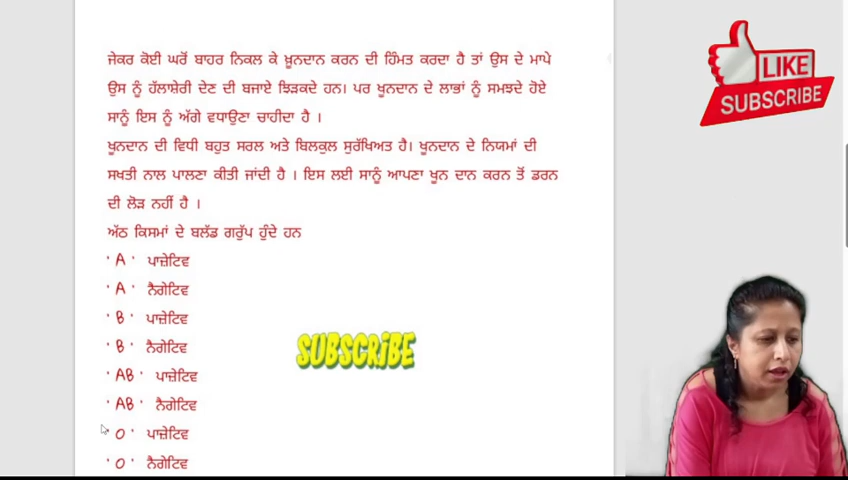 ਜੇਕਰ ਕੋਈ ਘਰੋਂ ਬਾਹਰ ਨਿਕਲ ਕੇ ਖ਼ੂਨਦਾਨ ਕਰਨ ਦੀ ਹਿੰਮਤ ਕਰਦਾ ਹੈ ਤਾਂ ਉਸ ਦੇ ਮਾਪੇ
ਉਸ ਨੂੰ ਹੱਲਾਸ਼ੇਰੀ ਦੇਣ ਦੀ ਬਜਾਏ ਝਿੜਕਦੇ ਹਨ। ਪਰ ਖੂਨਦਾਨ ਦੇ ਲਾਭਾਂ ਨੂੰ ਸਮਝਦੇ ਹੋਏ
ਸਾਨੂੰ ਇਸ ਨੂੰ ਅੱਗੇ ਵਧਾਉਣਾ ਚਾਹੀਦਾ ਹੈ ।
ਖੂਨਦਾਨ ਦੀ ਵਿਧੀ ਬਹੁਤ ਸਰਲ ਅਤੇ ਬਿਲਕੁਲ ਸੁਰੱਖਿਅਤ ਹੈ। ਖੂਨਦਾਨ ਦੇ ਨਿਯਮਾਂ ਦੀ
ਸਖਤੀ ਨਾਲ ਪਾਲਣਾ ਕੀਤੀ ਜਾਂਦੀ ਹੈ । ਇਸ ਲਈ ਸਾਨੂੰ ਆਪਣਾ ਖੂਨ ਦਾਨ ਕਰਨ ਤੋਂ ਡਰਨ
ਦੀ ਲੋੜ ਨਹੀਂ ਹੈ ।
ਅੱਠ ਕਿਸਮਾਂ ਦੇ ਬਲੱਡ ਗਰੁੱਪ ਹੁੰਦੇ ਹਨ
'A' ਪਾਜ਼ੇਟਿਵ
'A' ਨੈਗੇਟਿਵ
'B' ਪਾਜ਼ੇਟਿਵ
'B' ਨੈਗੇਟਿਵ
'AB' ਪਾਜ਼ੇਟਿਵ
'AB' ਨੈਗੇਟਿਵ
'O' ਪਾਜ਼ੇਟਿਵ
'O' ਨੈਗੇਟਿਵ
SUBSCRIBE
LIKE
SUBSCRIBE